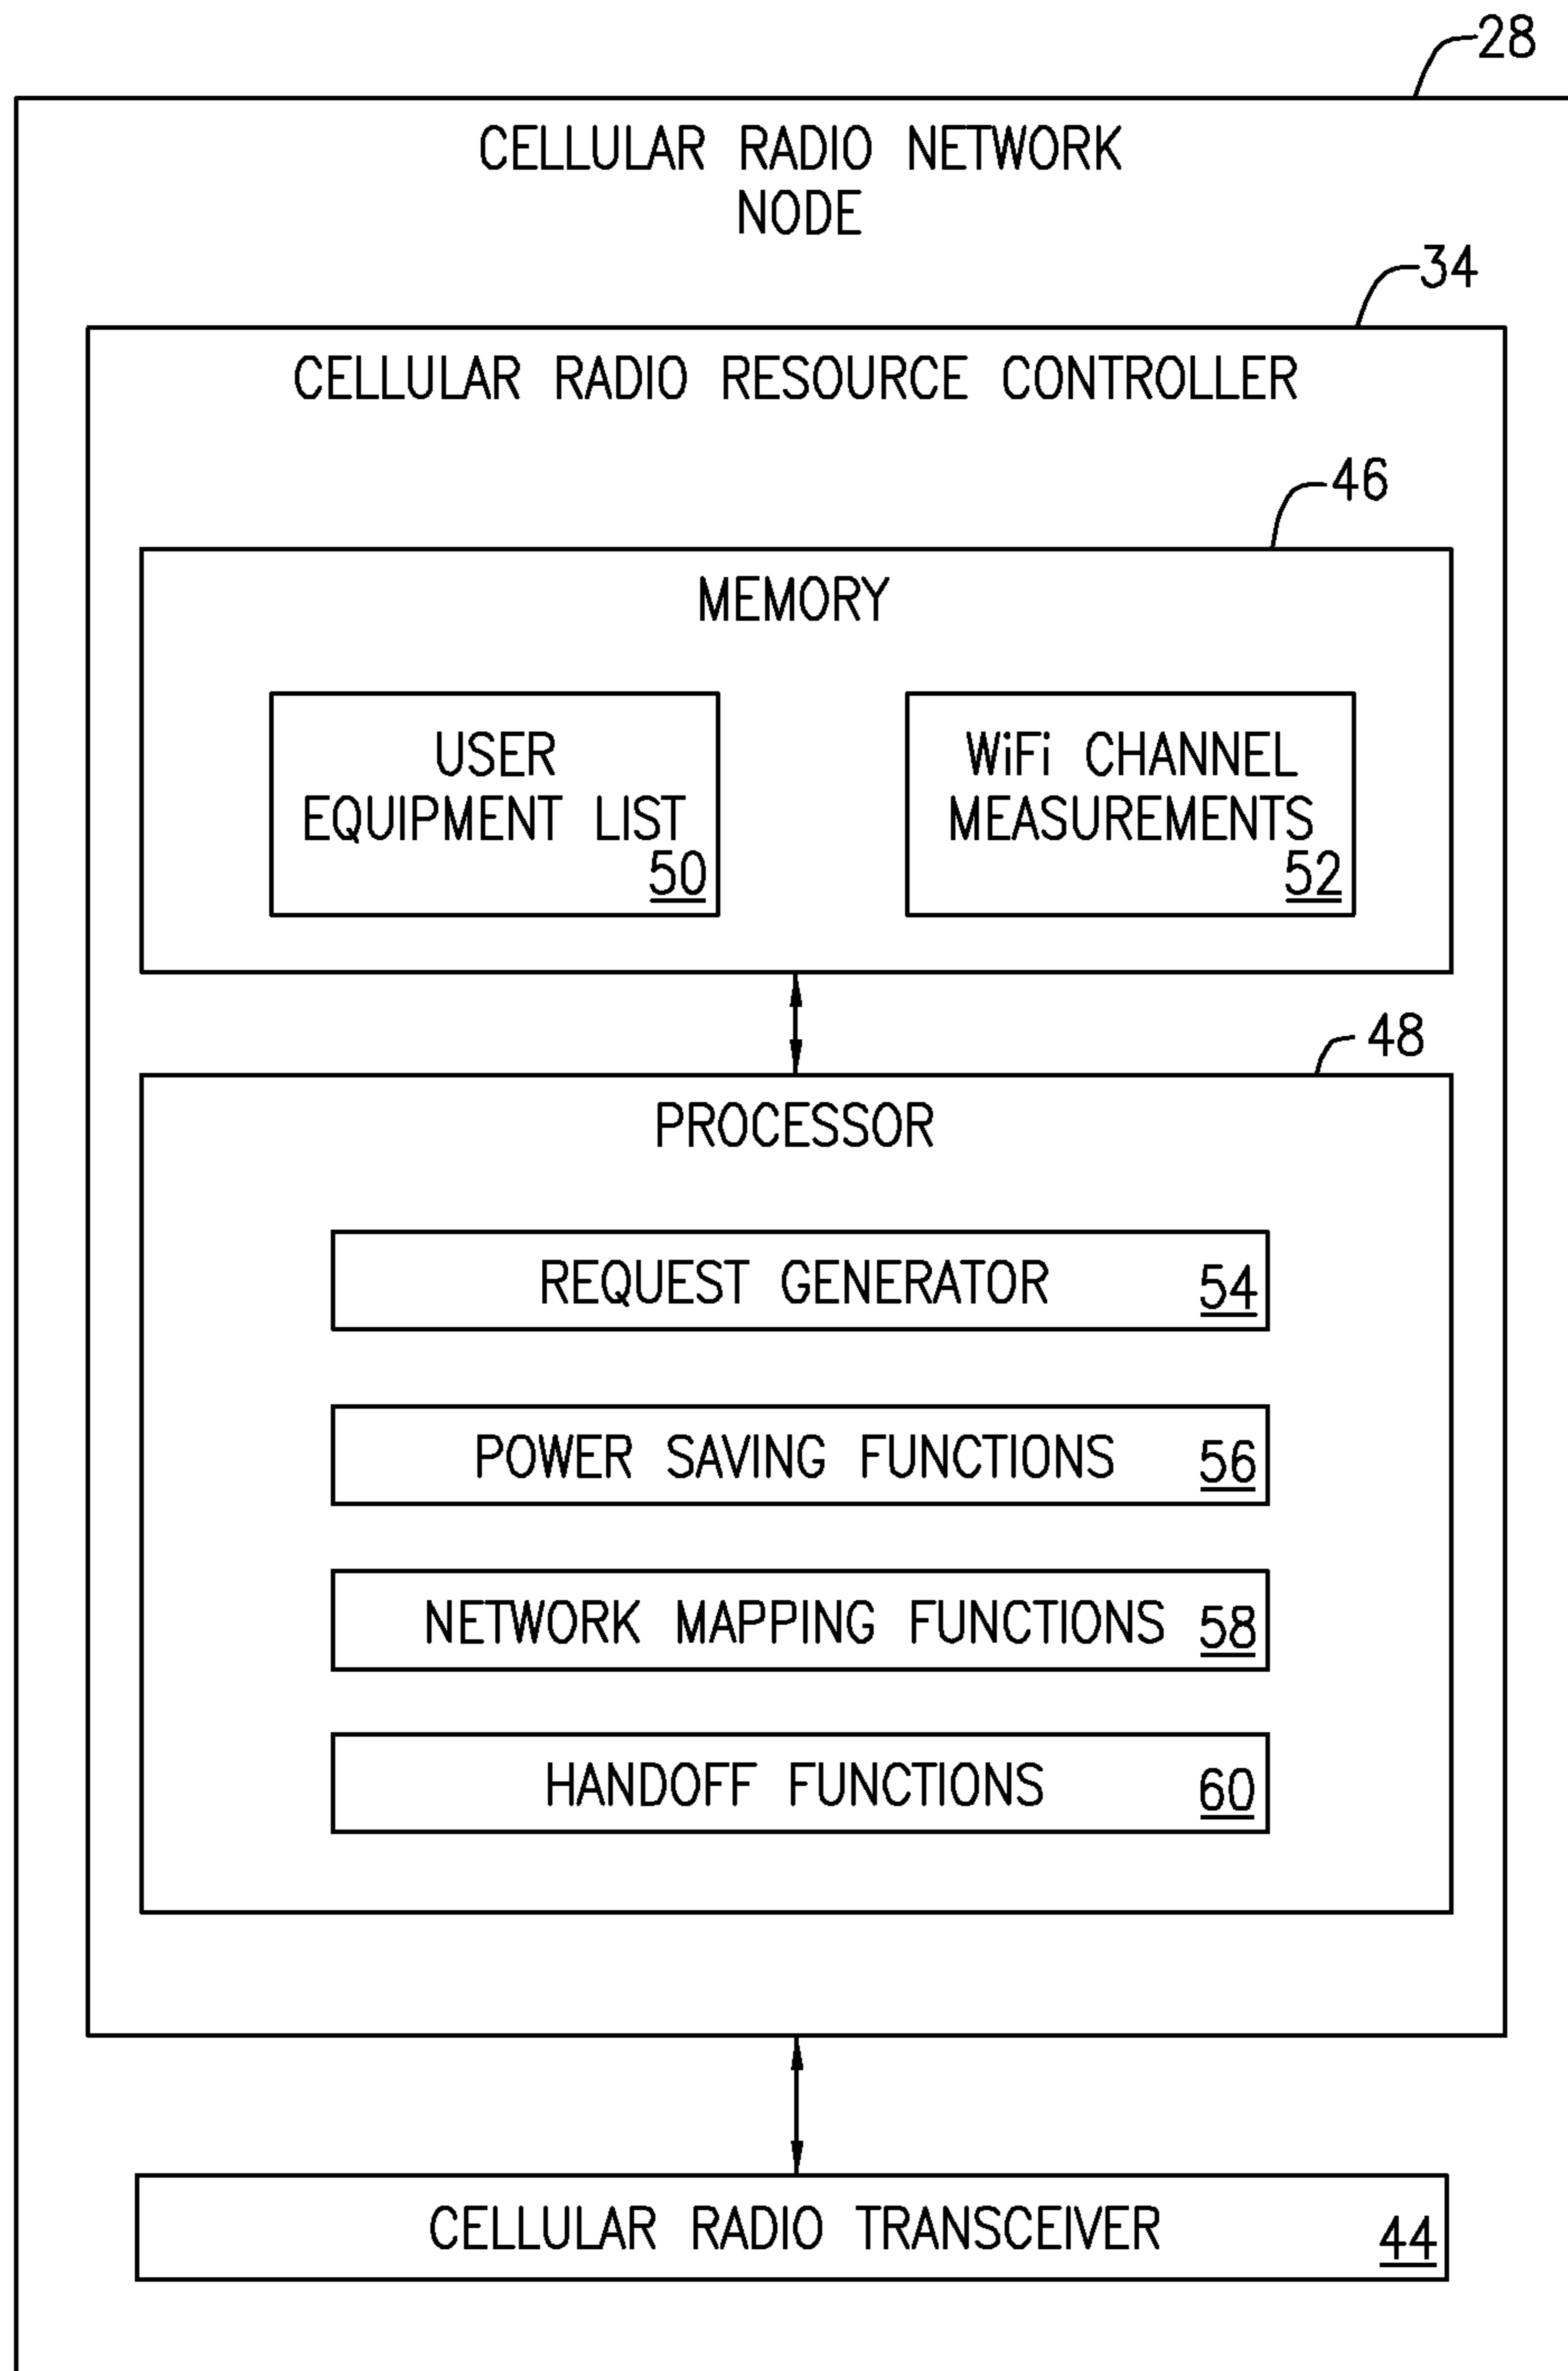 28
CELLULAR RADIO NETWORK
NODE
34
CELLULAR RADIO RESOURCE CONTROLLER
46
MEMORY
USER
EQUIPMENT LIST
50
WiFi CHANNEL
MEASUREMENTS
52
48
PROCESSOR
REQUEST GENERATOR 54
POWER SAVING FUNCTIONS 56
NETWORK MAPPING FUNCTIONS 58
HANDOFF FUNCTIONS 60
CELLULAR RADIO TRANSCEIVER 44